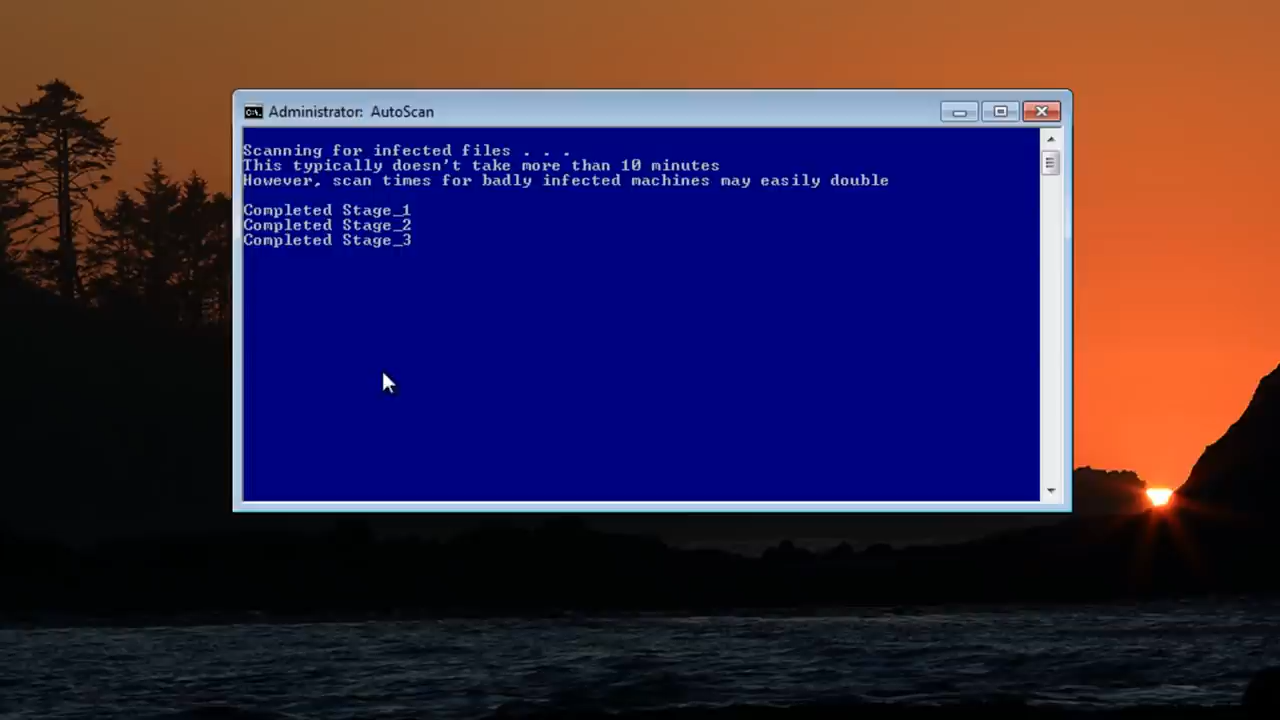 Administrator: AutoScan
Scanning for infected files . . .
This typically doesn't take more than 10 minutes
However, scan times for badly infected machines may easily double
Completed Stage_1
Completed Stage_2
Completed Stage_3